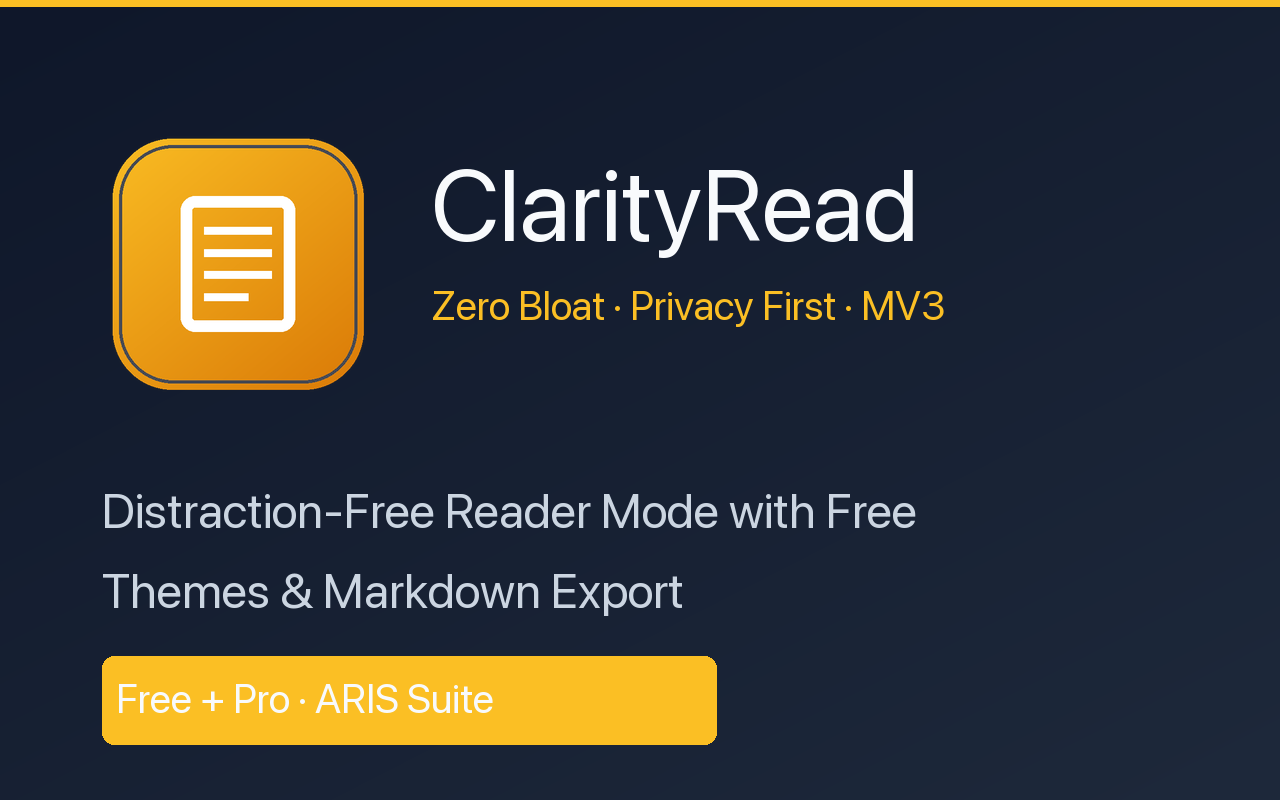 ClarityRead
Zero Bloat · Privacy First · MV3
Distraction-Free Reader Mode with Free
Themes & Markdown Export
Free + Pro · ARIS Suite